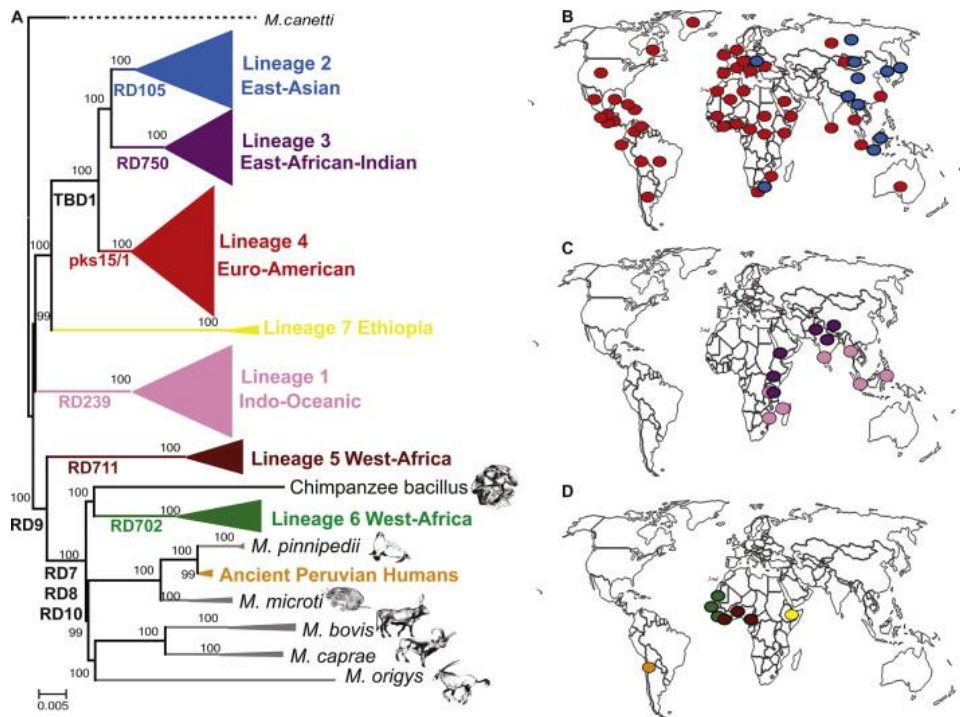 A
M.canetti
100
Lineage 2
East-Asian
RD105
100
100
Lineage 3
East-African-Indian
RD750
100
TBD1
100
Lineage 4
Euro-American
pks15/1
100
99
100
Lineage 7 Ethiopia
100
Lineage 1
Indo-Oceanic
RD239
100
Lineage 5 West-Africa
RD711
Chimpanzee bacillus
100
100
RD9
RD702
Lineage 6 West-Africa
100
M. pinnipedii
100
100
RD7
99
Ancient Peruvian Humans
RD8
100
M. microti
RD10
100
M. bovis
99
100
100
M. caprae
100
M. origys
0.005
B
C
D